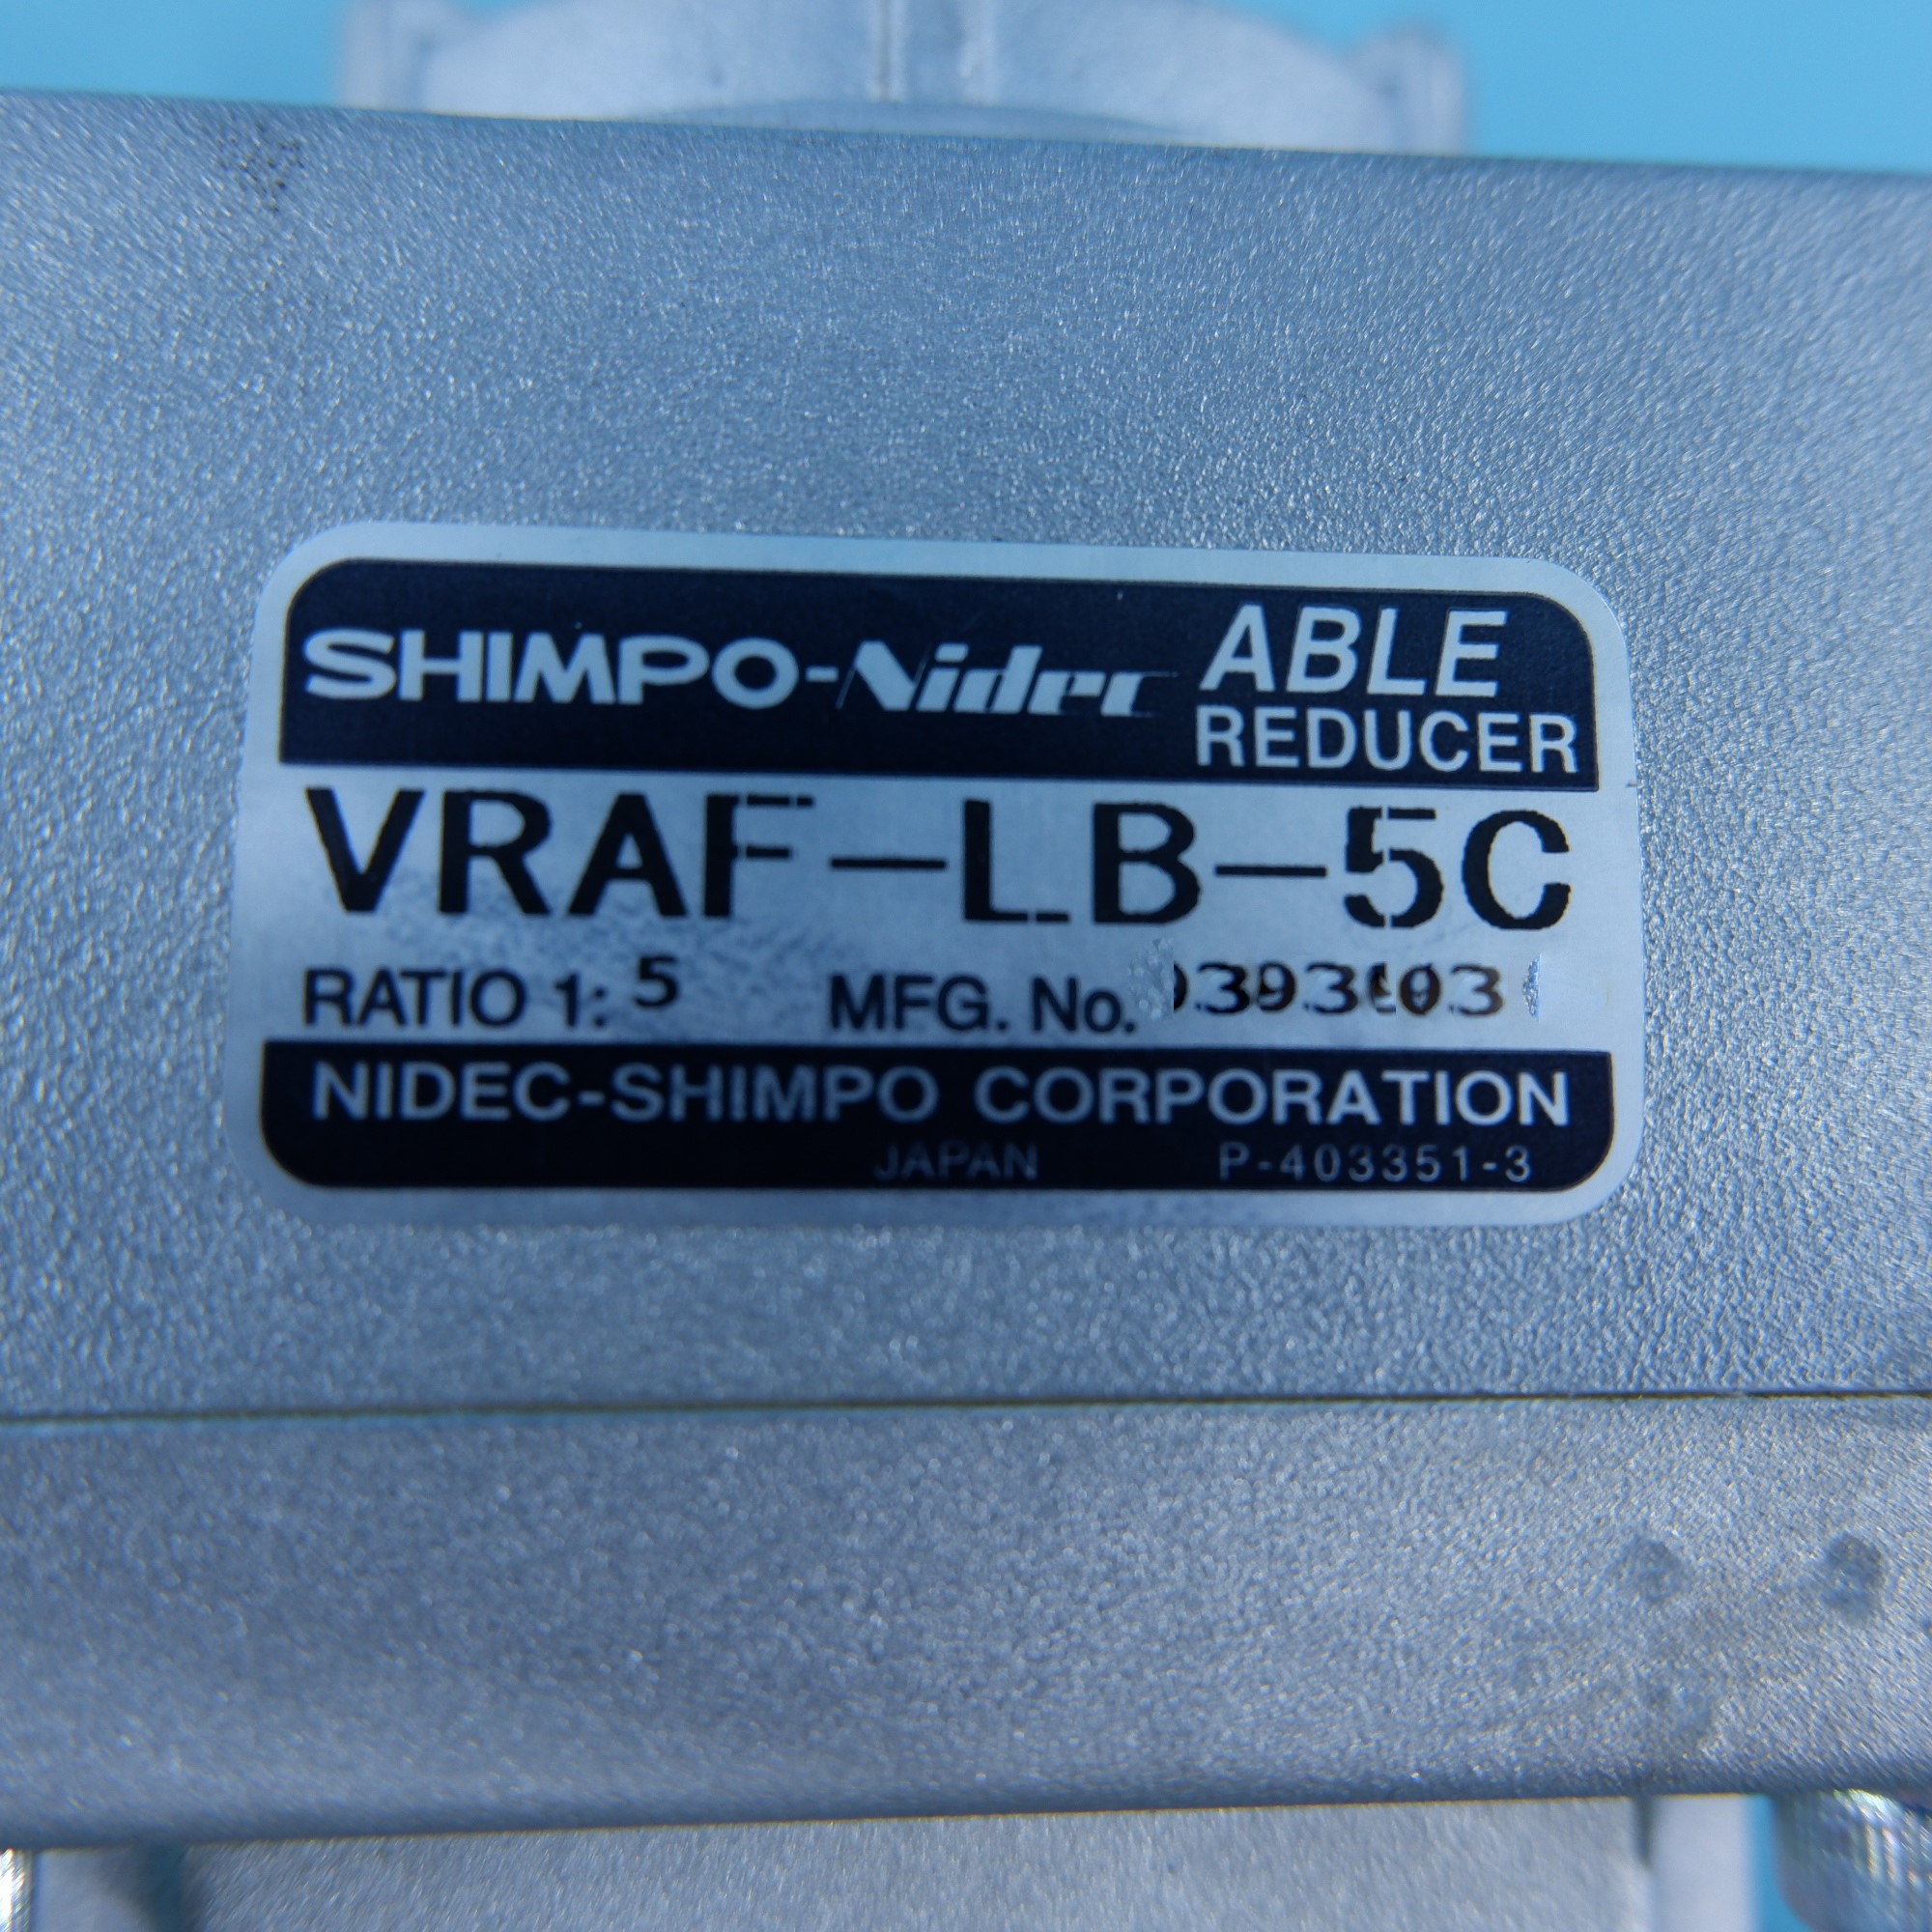 SHIMPO-Nidec ABLE
REDUCER
VRAF-LB-5C
RATIO 1: 5 MFG. No.
NIDEC-SHIMPO CORPORATION
JAPAN P-403351-3